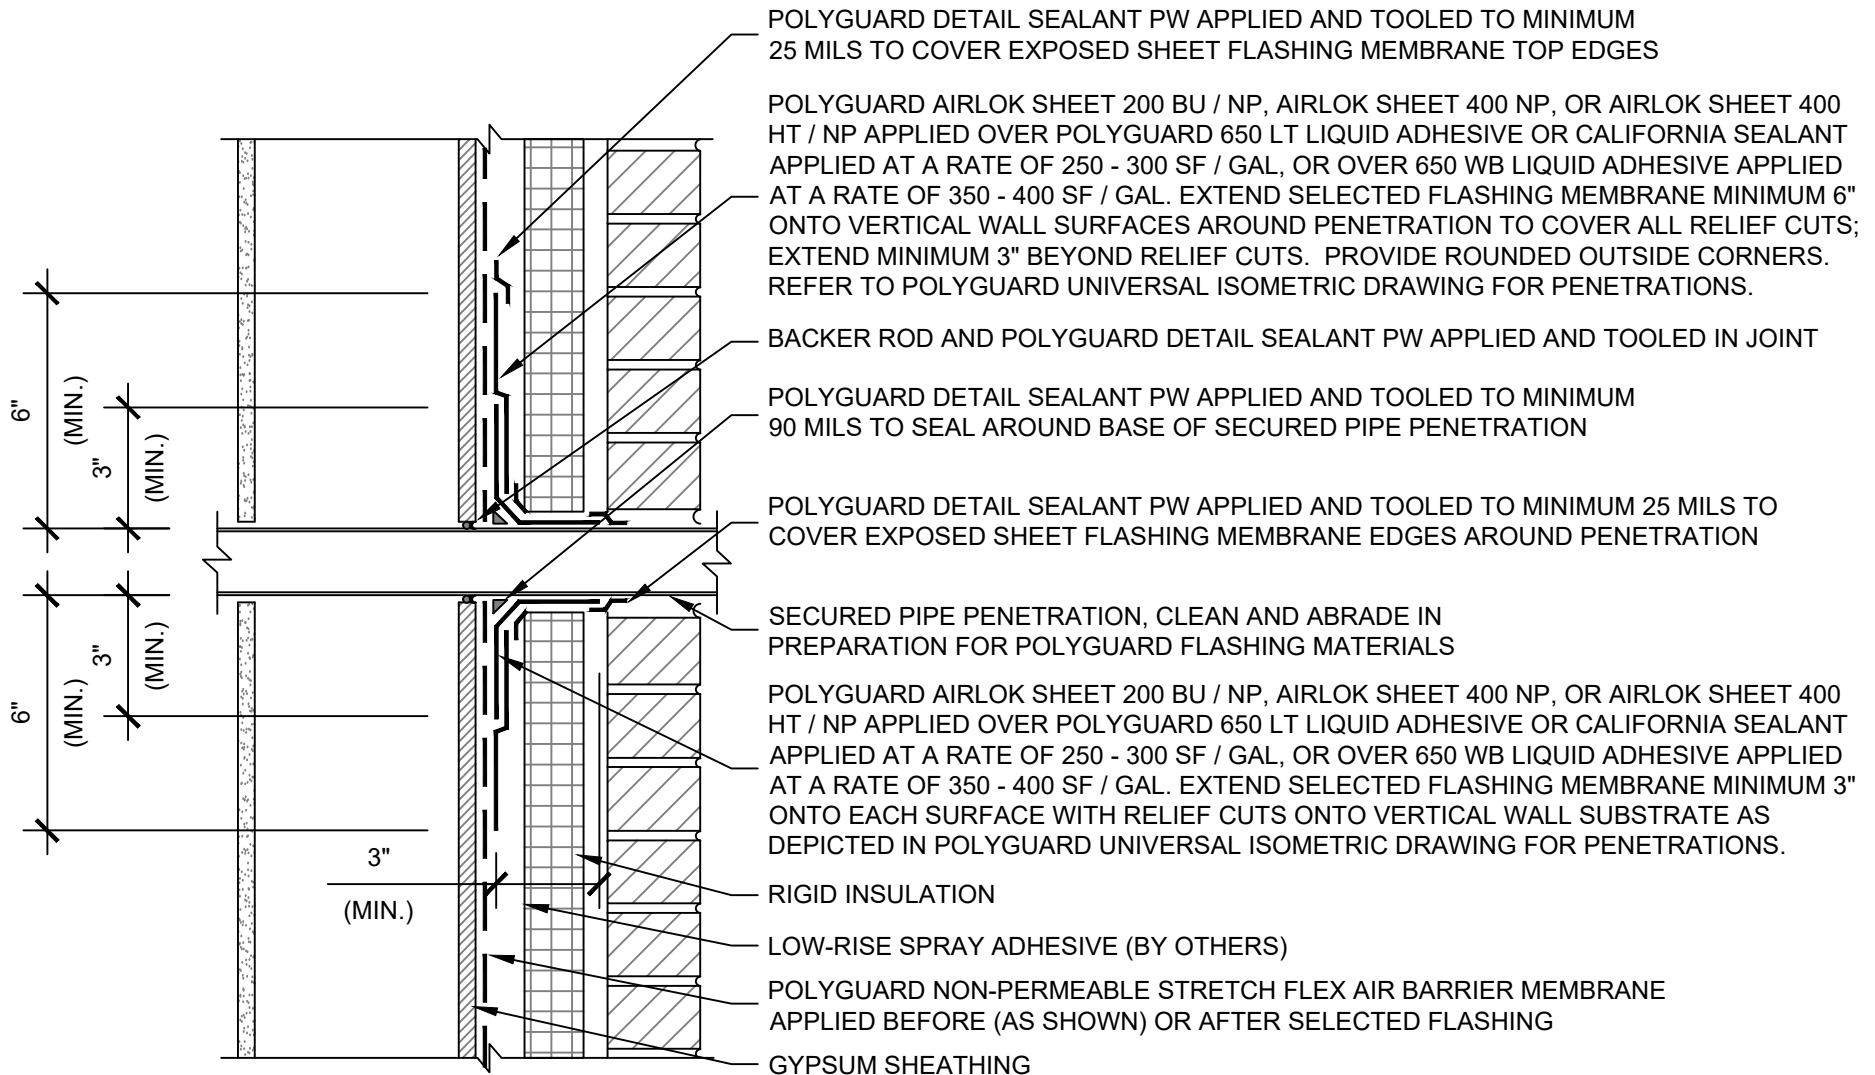 POLYGUARD DETAIL SEALANT PW APPLIED AND TOOLED TO MINIMUM
25 MILS TO COVER EXPOSED SHEET FLASHING MEMBRANE TOP EDGES
POLYGUARD AIRLOK SHEET 200 BU / NP, AIRLOK SHEET 400 NP, OR AIRLOK SHEET 400
HT / NP APPLIED OVER POLYGUARD 650 LT LIQUID ADHESIVE OR CALIFORNIA SEALANT
APPLIED AT A RATE OF 250 - 300 SF / GAL, OR OVER 650 WB LIQUID ADHESIVE APPLIED
AT A RATE OF 350 - 400 SF / GAL. EXTEND SELECTED FLASHING MEMBRANE MINIMUM 6"
ONTO VERTICAL WALL SURFACES AROUND PENETRATION TO COVER ALL RELIEF CUTS;
EXTEND MINIMUM 3" BEYOND RELIEF CUTS. PROVIDE ROUNDED OUTSIDE CORNERS.
REFER TO POLYGUARD UNIVERSAL ISOMETRIC DRAWING FOR PENETRATIONS.
BACKER ROD AND POLYGUARD DETAIL SEALANT PW APPLIED AND TOOLED IN JOINT
POLYGUARD DETAIL SEALANT PW APPLIED AND TOOLED TO MINIMUM
90 MILS TO SEAL AROUND BASE OF SECURED PIPE PENETRATION
POLYGUARD DETAIL SEALANT PW APPLIED AND TOOLED TO MINIMUM 25 MILS TO
COVER EXPOSED SHEET FLASHING MEMBRANE EDGES AROUND PENETRATION
SECURED PIPE PENETRATION, CLEAN AND ABRADE IN
PREPARATION FOR POLYGUARD FLASHING MATERIALS
POLYGUARD AIRLOK SHEET 200 BU / NP, AIRLOK SHEET 400 NP, OR AIRLOK SHEET 400
HT / NP APPLIED OVER POLYGUARD 650 LT LIQUID ADHESIVE OR CALIFORNIA SEALANT
APPLIED AT A RATE OF 250 - 300 SF / GAL, OR OVER 650 WB LIQUID ADHESIVE APPLIED
AT A RATE OF 350 - 400 SF / GAL. EXTEND SELECTED FLASHING MEMBRANE MINIMUM 3"
ONTO EACH SURFACE WITH RELIEF CUTS ONTO VERTICAL WALL SUBSTRATE AS
DEPICTED IN POLYGUARD UNIVERSAL ISOMETRIC DRAWING FOR PENETRATIONS.
RIGID INSULATION
LOW-RISE SPRAY ADHESIVE (BY OTHERS)
POLYGUARD NON-PERMEABLE STRETCH FLEX AIR BARRIER MEMBRANE
APPLIED BEFORE (AS SHOWN) OR AFTER SELECTED FLASHING
GYPSUM SHEATHING
6"
(MIN.)
3"
(MIN.)
3"
(MIN.)
6"
(MIN.)
3"
(MIN.)